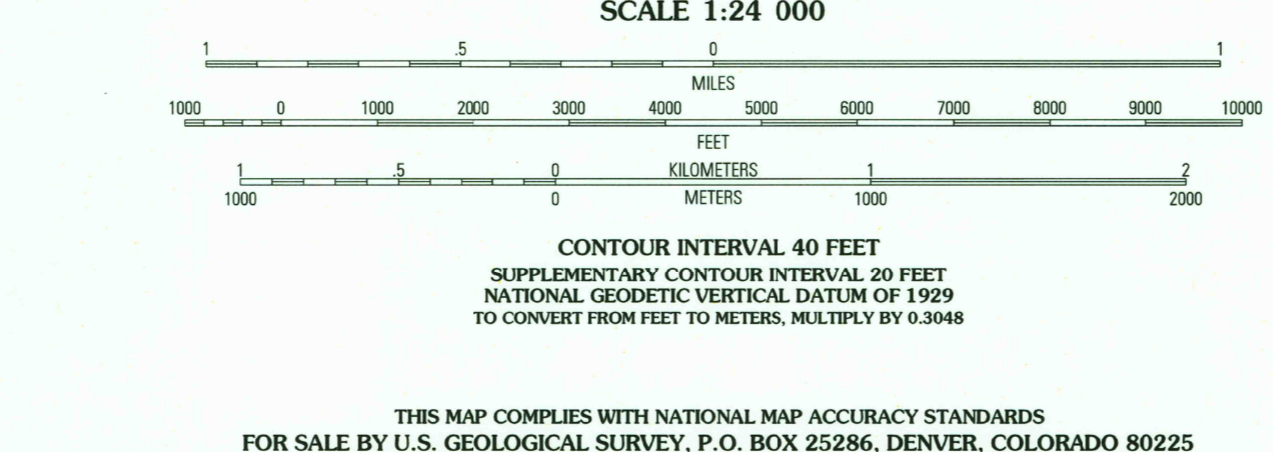 SCALE 1:24 000
1 .5 0 1
MILES
1000 0 1000 2000 3000 4000 5000 6000 7000 8000 9000 10000
FEET
1 .5 0 KILOMETERS 1 2
1000 0 METERS 1000 2000
CONTOUR INTERVAL 40 FEET
SUPPLEMENTARY CONTOUR INTERVAL 20 FEET
NATIONAL GEODETIC VERTICAL DATUM OF 1929
TO CONVERT FROM FEET TO METERS, MULTIPLY BY 0.3048
THIS MAP COMPLIES WITH NATIONAL MAP ACCURACY STANDARDS
FOR SALE BY U.S. GEOLOGICAL SURVEY, P.O. BOX 25286, DENVER, COLORADO 80225